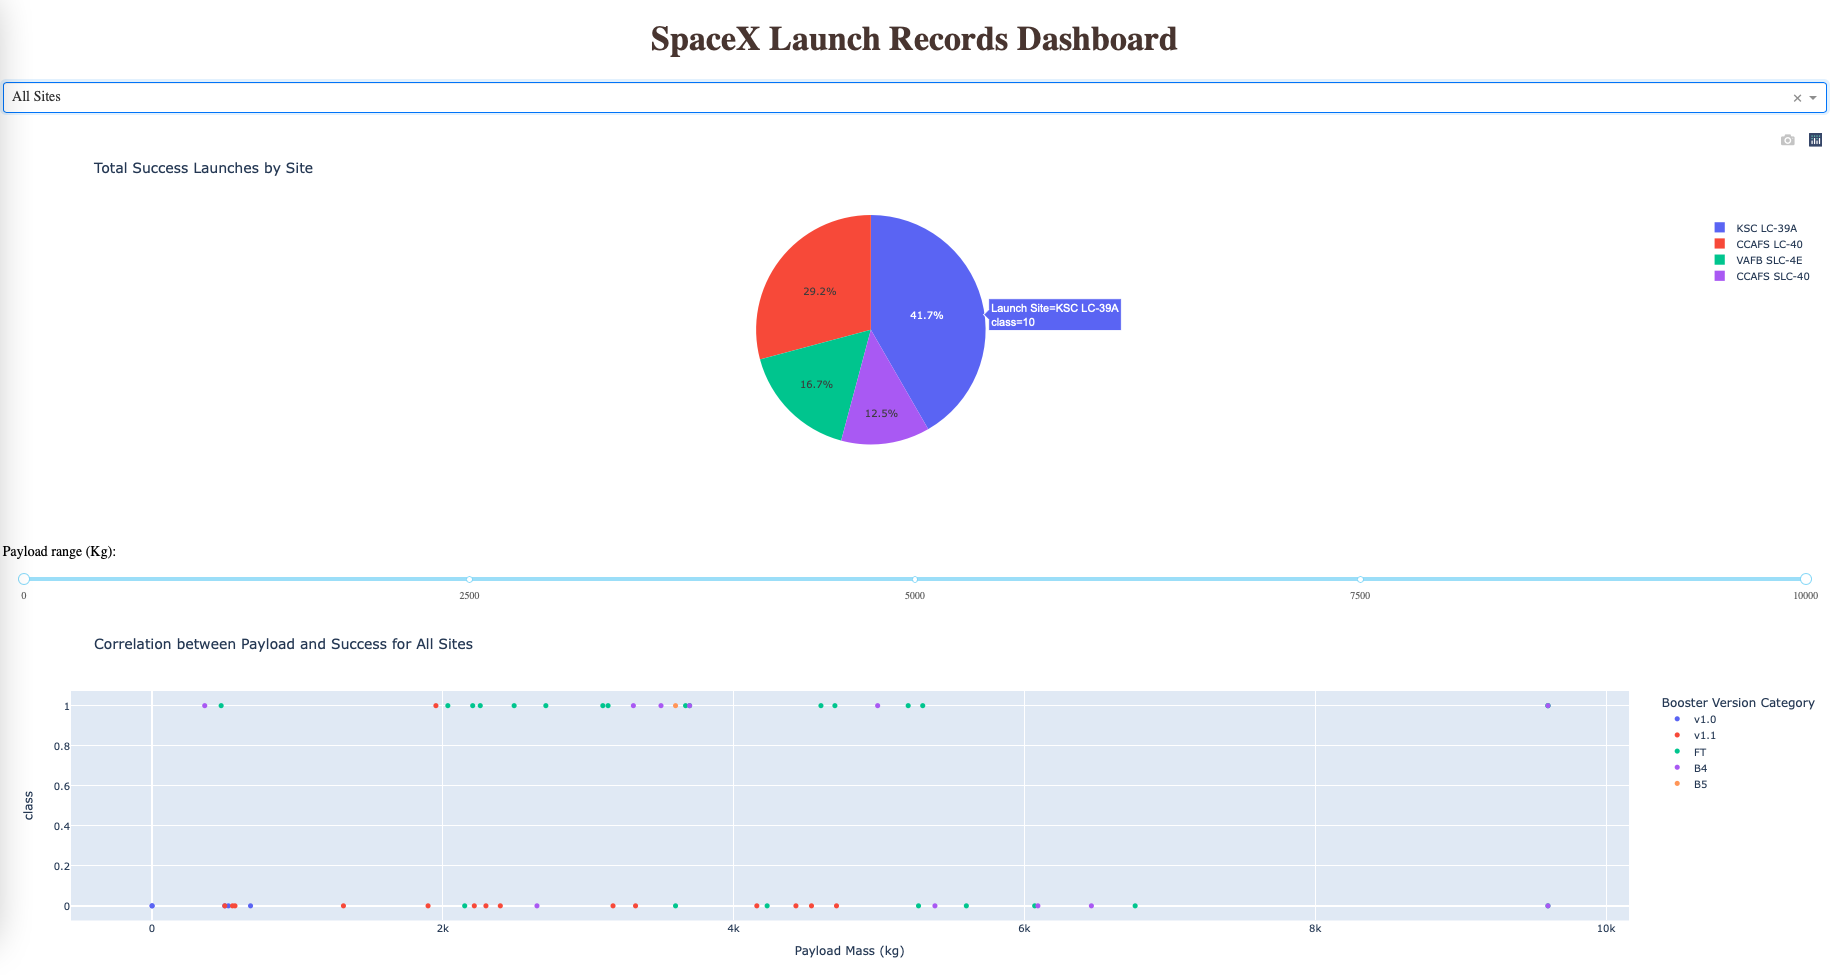 SpaceX Launch Records Dashboard
All Sites
Total Success Launches by Site
KSC LC-39A
CCAFS LC-40
VAFB SLC-4E
CCAFS SLC-40
29.2%
41.7%
Launch Site=KSC LC-39A
class=10
16.7%
12.5%
Payload range (Kg):
0 2500 5000 7500 10000
Correlation between Payload and Success for All Sites
Booster Version Category
v1.0
v1.1
FT
B4
B5
class
1
0.8
0.6
0.4
0.2
0
0 2k 4k 6k 8k 10k
Payload Mass (kg)